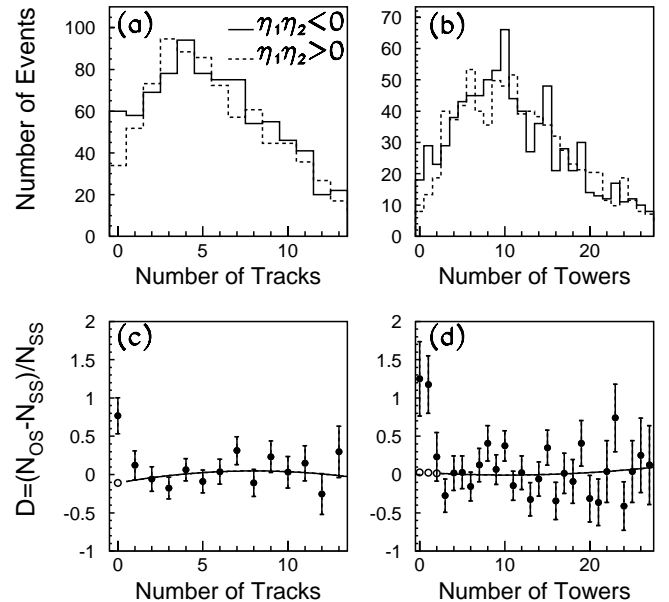 (a)
η₁η₂<0
η₁η₂>0
Number of Events
100
80
60
40
20
0
0 5 10
Number of Tracks
(b)
70
60
50
40
30
20
10
0
0 10 20
Number of Towers
(c)
D=(N_OS-N_SS)/N_SS
2
1.5
1
0.5
0
-0.5
-1
0 5 10
Number of Tracks
(d)
2
1.5
1
0.5
0
-0.5
-1
0 10 20
Number of Towers